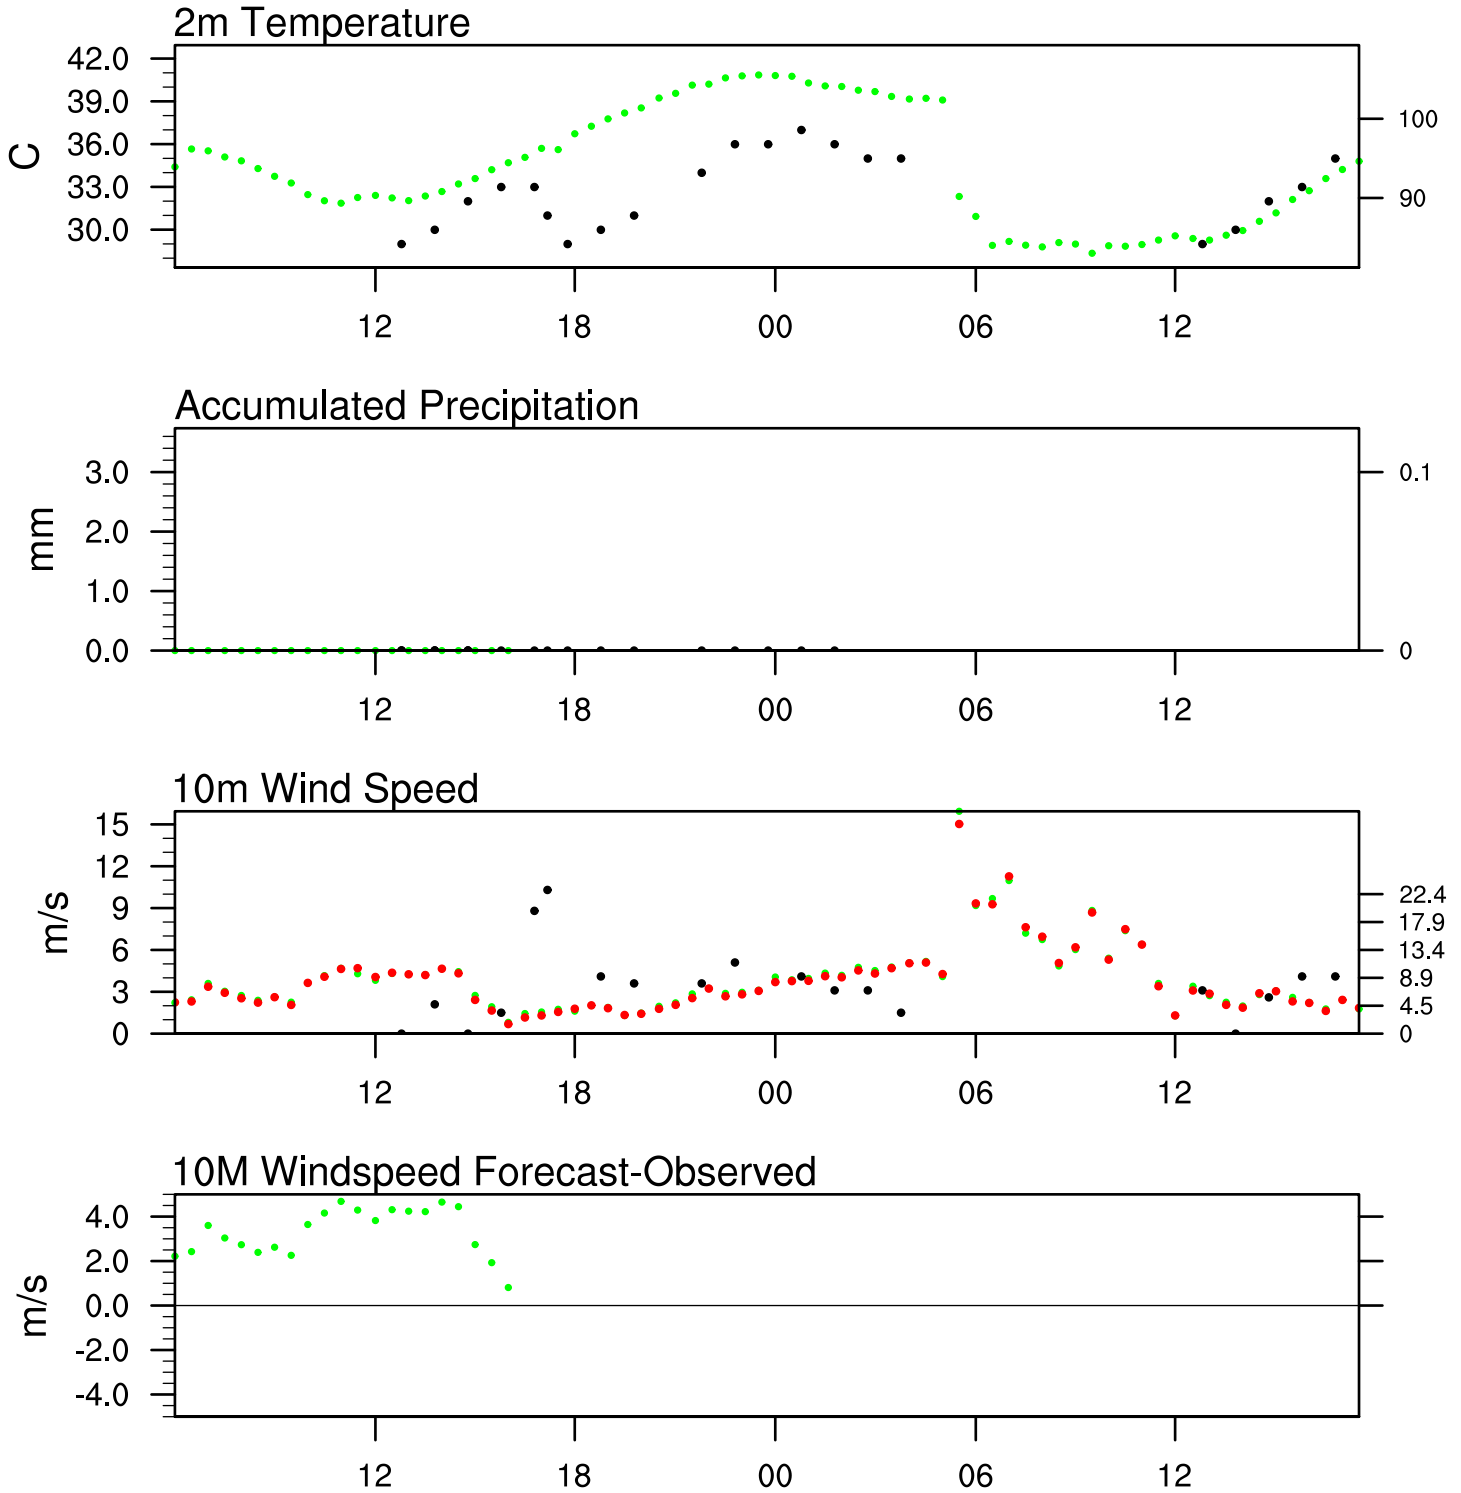 2m Temperature
42.0
39.0
36.0
33.0
30.0
C
100
90
12 18 00 06 12
Accumulated Precipitation
3.0
2.0
1.0
0.0
mm
0.1
0
12 18 00 06 12
10m Wind Speed
15
12
9
6
3
0
m/s
22.4
17.9
13.4
8.9
4.5
0
12 18 00 06 12
10M Windspeed Forecast-Observed
4.0
2.0
0.0
-2.0
-4.0
m/s
12 18 00 06 12